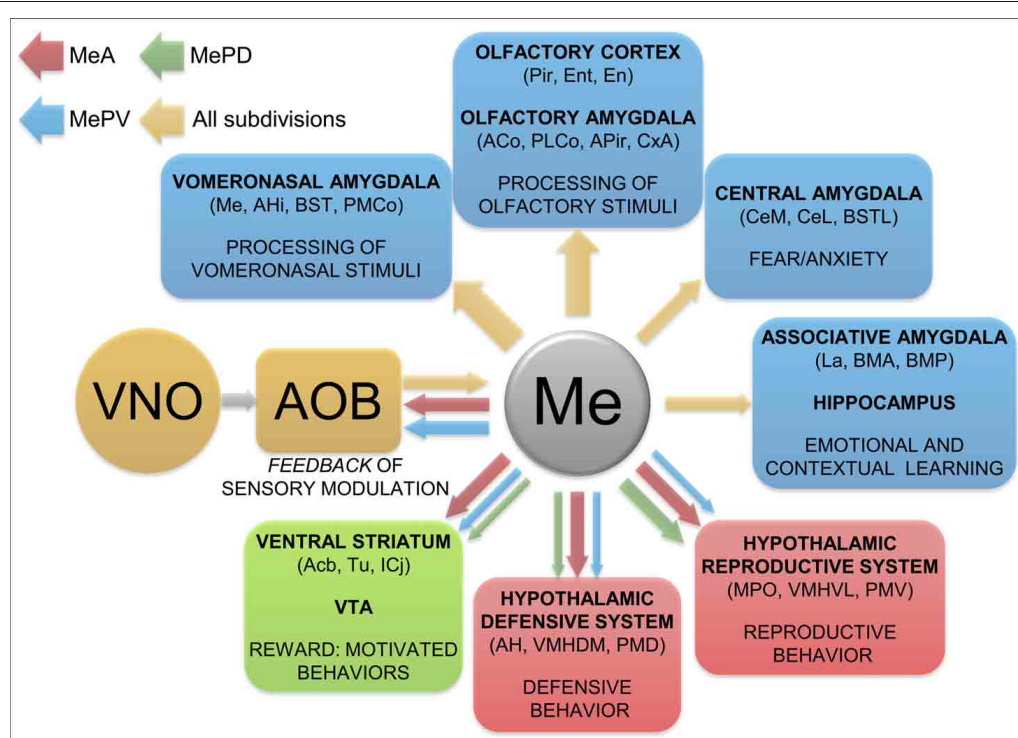 MeA
MePD
MePV
All subdivisions
OLFACTORY CORTEX
(Pir, Ent, En)
OLFACTORY AMYGDALA
(ACo, PLCo, APir, CxA)
PROCESSING OF
OLFACTORY STIMULI
VOMERONASAL AMYGDALA
(Me, AHi, BST, PMCo)
PROCESSING OF
VOMERONASAL STIMULI
CENTRAL AMYGDALA
(CeM, CeL, BSTL)
FEAR/ANXIETY
ASSOCIATIVE AMYGDALA
(La, BMA, BMP)
HIPPOCAMPUS
EMOTIONAL AND
CONTEXTUAL LEARNING
VNO
AOB
Me
FEEDBACK OF
SENSORY MODULATION
VENTRAL STRIATUM
(Acb, Tu, ICj)
VTA
REWARD: MOTIVATED
BEHAVIORS
HYPOTHALAMIC
DEFENSIVE SYSTEM
(AH, VMHDM, PMD)
DEFENSIVE
BEHAVIOR
HYPOTHALAMIC
REPRODUCTIVE SYSTEM
(MPO, VMHVL, PMV)
REPRODUCTIVE
BEHAVIOR